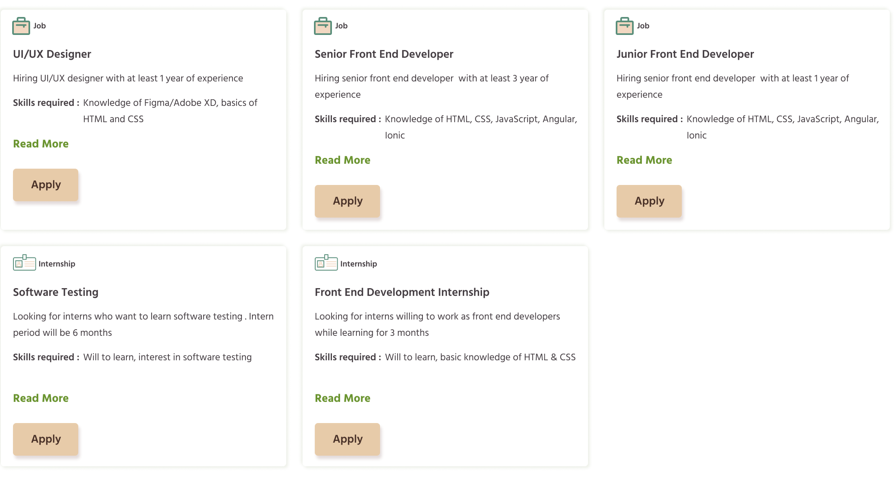 Job
UI/UX Designer
Hiring UI/UX designer with at least 1 year of experience
Skills required : Knowledge of Figma/Adobe XD, basics of
HTML and CSS
Read More
Apply
Job
Senior Front End Developer
Hiring senior front end developer with at least 3 year of
experience
Skills required : Knowledge of HTML, CSS, JavaScript, Angular,
Ionic
Read More
Apply
Job
Junior Front End Developer
Hiring senior front end developer with at least 1 year of
experience
Skills required : Knowledge of HTML, CSS, JavaScript, Angular,
Ionic
Read More
Apply
Internship
Software Testing
Looking for interns who want to learn software testing . Intern
period will be 6 months
Skills required : Will to learn, interest in software testing
Read More
Apply
Internship
Front End Development Internship
Looking for interns willing to work as front end developers
while learning for 3 months
Skills required : Will to learn, basic knowledge of HTML & CSS
Read More
Apply